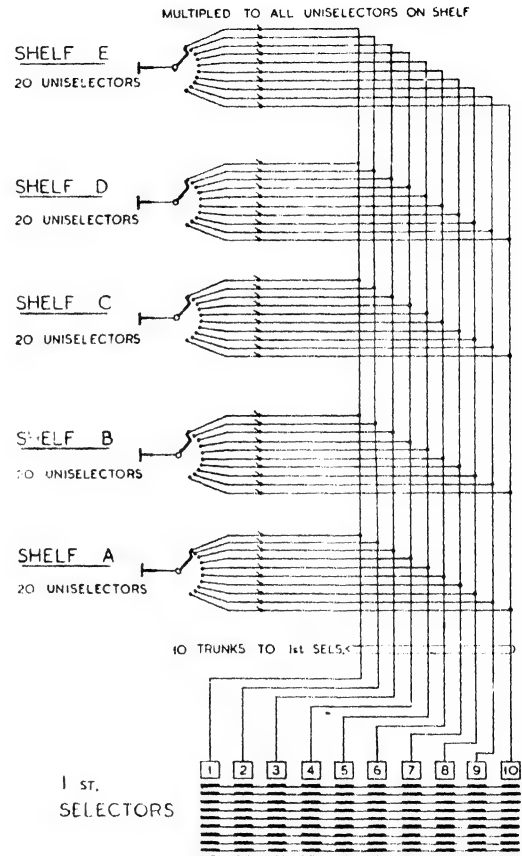 MULTIPLED TO ALL UNISELECTORS ON SHELF
SHELF E
20 UNISELECTORS
SHELF D
20 UNISELECTORS
SHELF C
20 UNISELECTORS
SHELF B
20 UNISELECTORS
SHELF A
20 UNISELECTORS
10 TRUNKS TO 1st SELS.
1 2 3 4 5 6 7 8 9 10
1 ST.
SELECTORS